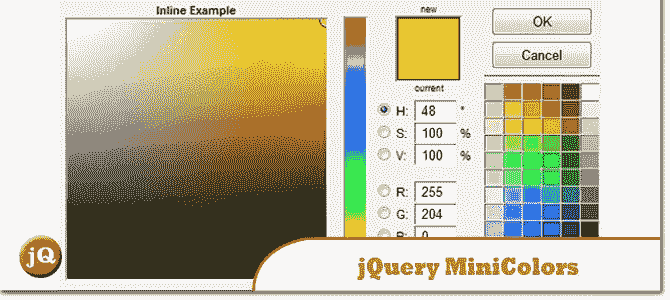 Inline Example
new
current
OK
Cancel
H: 48 °
S: 100 %
V: 100 %
R: 255
G: 204
B: 0
jQ
jQuery MiniColors